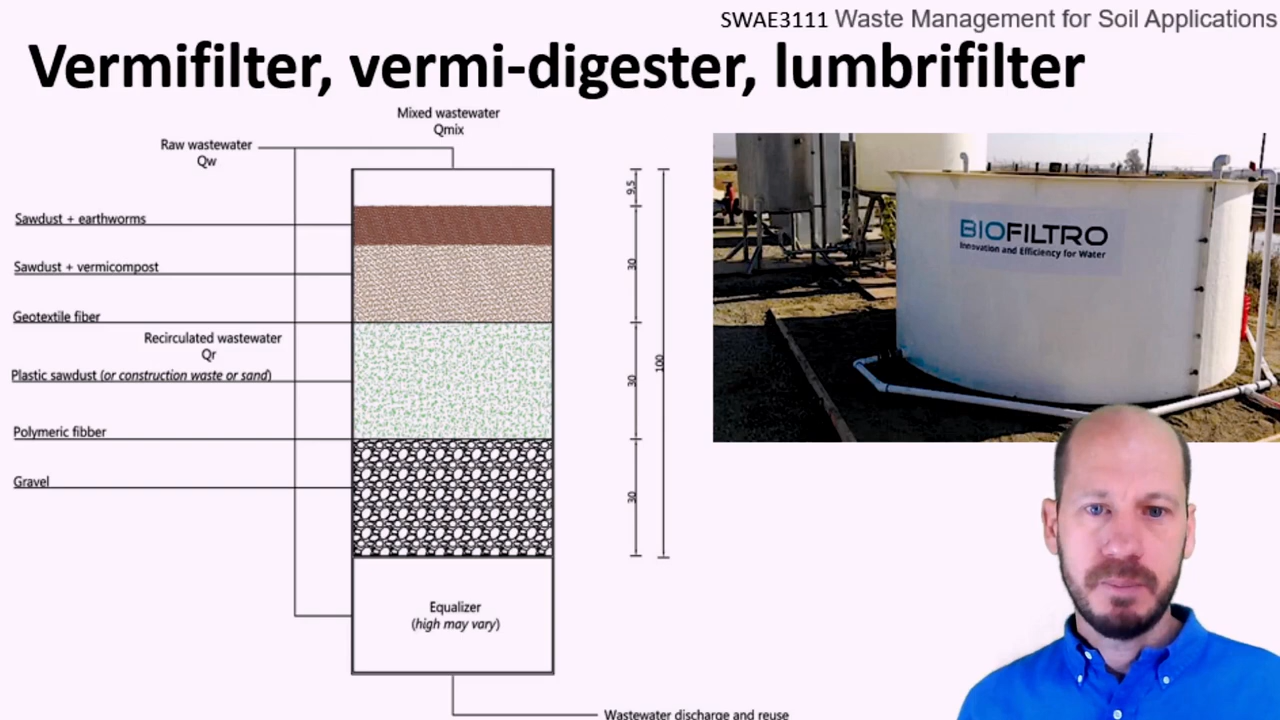 SWAE3111 Waste Management for Soil Applications
Vermifilter, vermi-digester, lumbrifilter
Mixed wastewater
Qmix
Raw wastewater
Qw
Sawdust + earthworms
Sawdust + vermicompost
Geotextile fiber
Recirculated wastewater
Qr
Plastic sawdust (or construction waste or sand)
Polymeric fibber
Gravel
9.5
30
30
100
30
Equalizer
(high may vary)
Wastewater discharge and reuse
BIOFILTRO
Innovation and Efficiency for Water